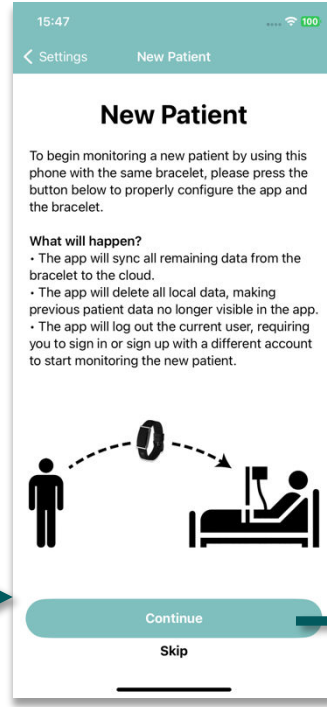 15:47
100
Settings
New Patient
New Patient
To begin monitoring a new patient by using this
phone with the same bracelet, please press the
button below to properly configure the app and
the bracelet.
What will happen?
• The app will sync all remaining data from the
bracelet to the cloud.
• The app will delete all local data, making
previous patient data no longer visible in the app.
• The app will log out the current user, requiring
you to sign in or sign up with a different account
to start monitoring the new patient.
Continue
Skip